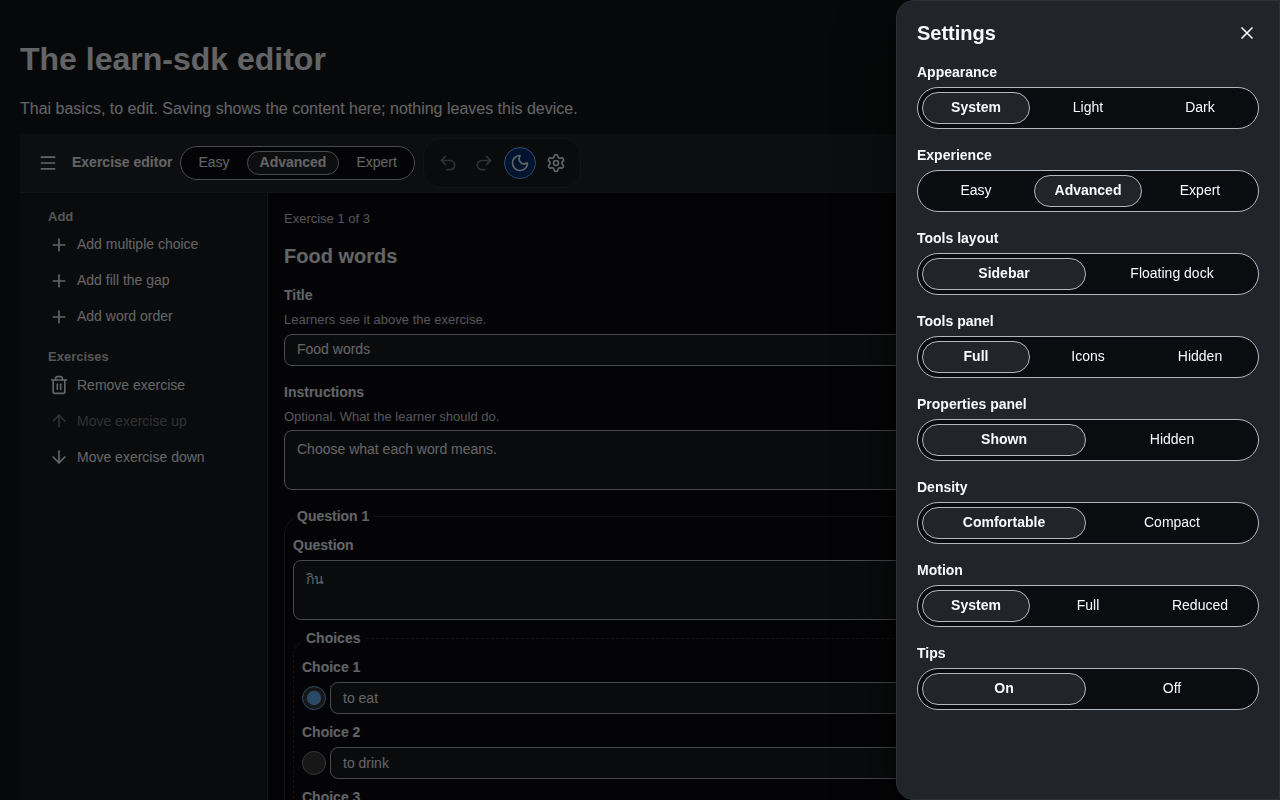 The learn-sdk editor
Thai basics, to edit. Saving shows the content here; nothing leaves this device.
Exercise editor
Easy
Advanced
Expert
Add
Add multiple choice
Add fill the gap
Add word order
Exercises
Remove exercise
Move exercise up
Move exercise down
Exercise 1 of 3
Food words
Title
Learners see it above the exercise.
Food words
Instructions
Optional. What the learner should do.
Choose what each word means.
Question 1
Question
กิน
Choices
Choice 1
to eat
Choice 2
to drink
Choice 3
Settings
Appearance
System Light Dark
Experience
Easy Advanced Expert
Tools layout
Sidebar Floating dock
Tools panel
Full Icons Hidden
Properties panel
Shown Hidden
Density
Comfortable Compact
Motion
System Full Reduced
Tips
On Off